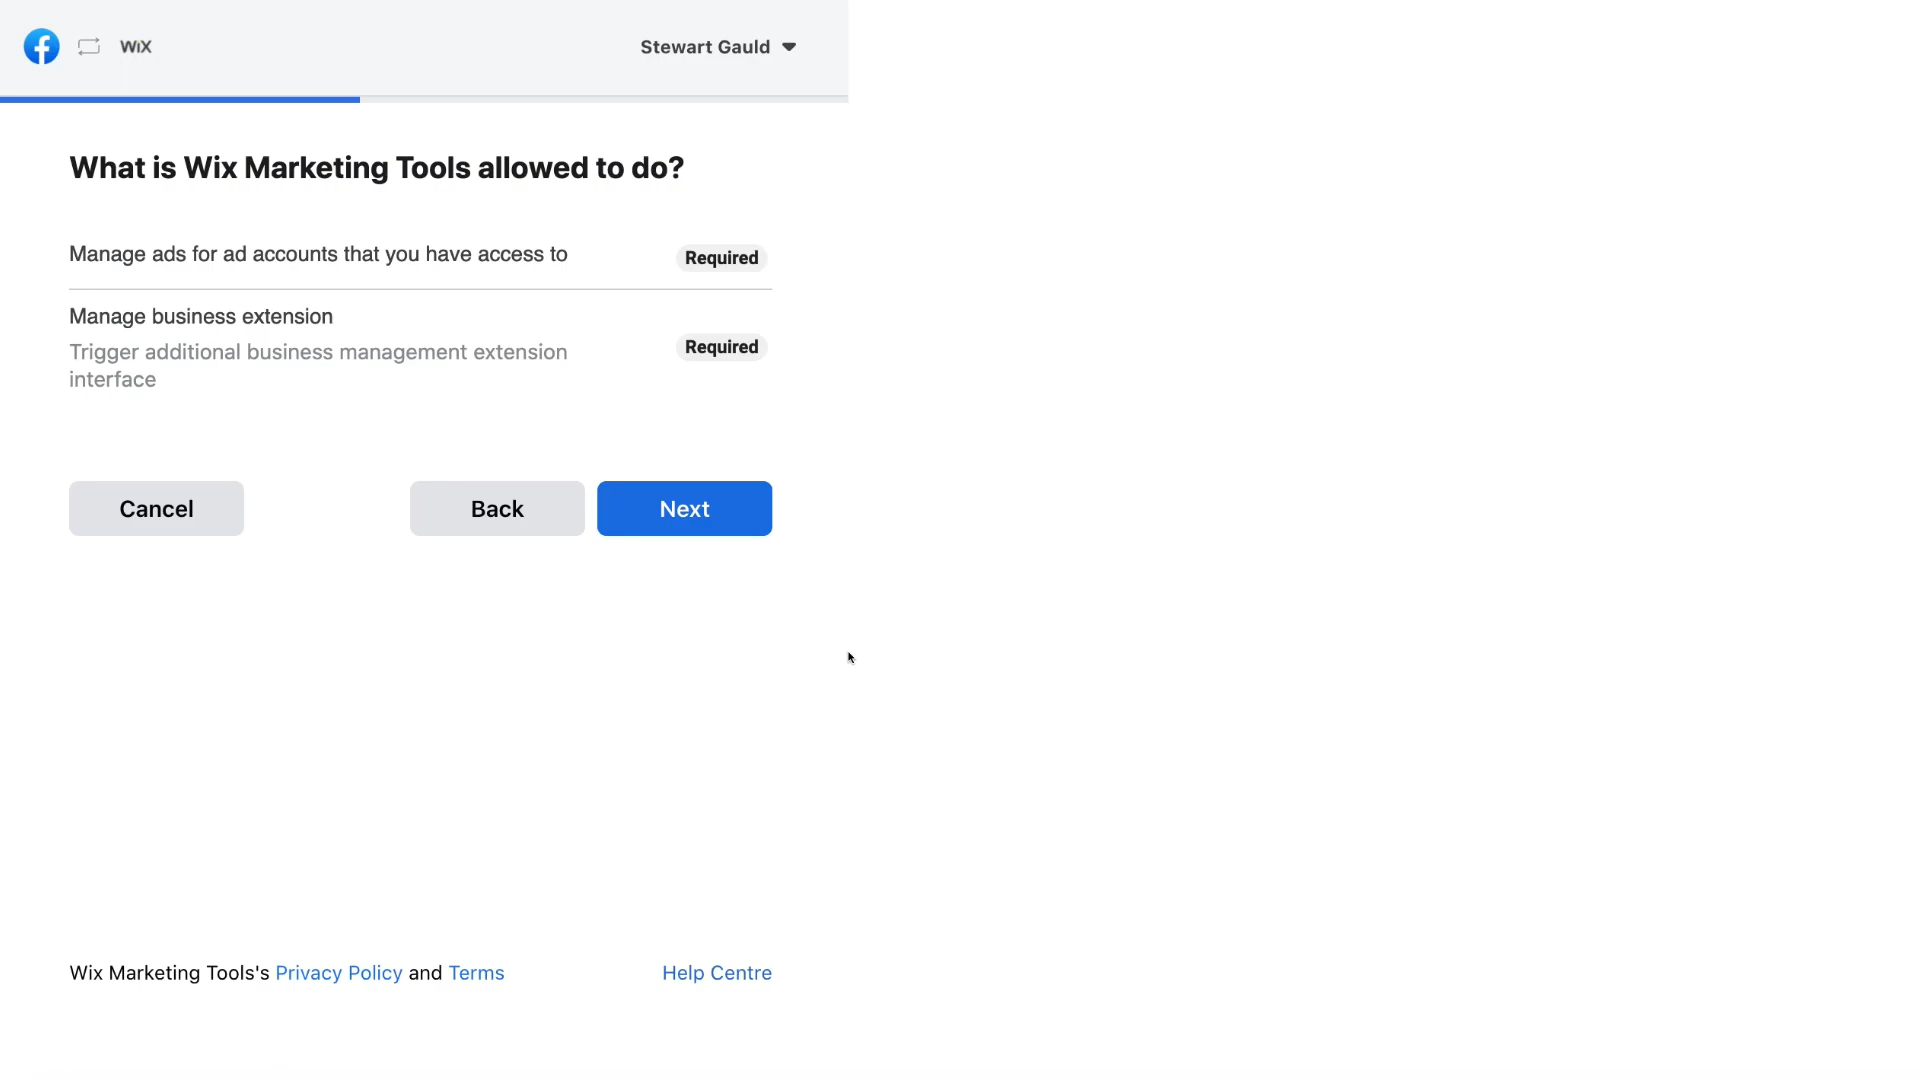 WiX
Stewart Gauld
What is Wix Marketing Tools allowed to do?
Manage ads for ad accounts that you have access to
Required
Manage business extension
Trigger additional business management extension
interface
Required
Cancel
Back
Next
Wix Marketing Tools's Privacy Policy and Terms
Help Centre